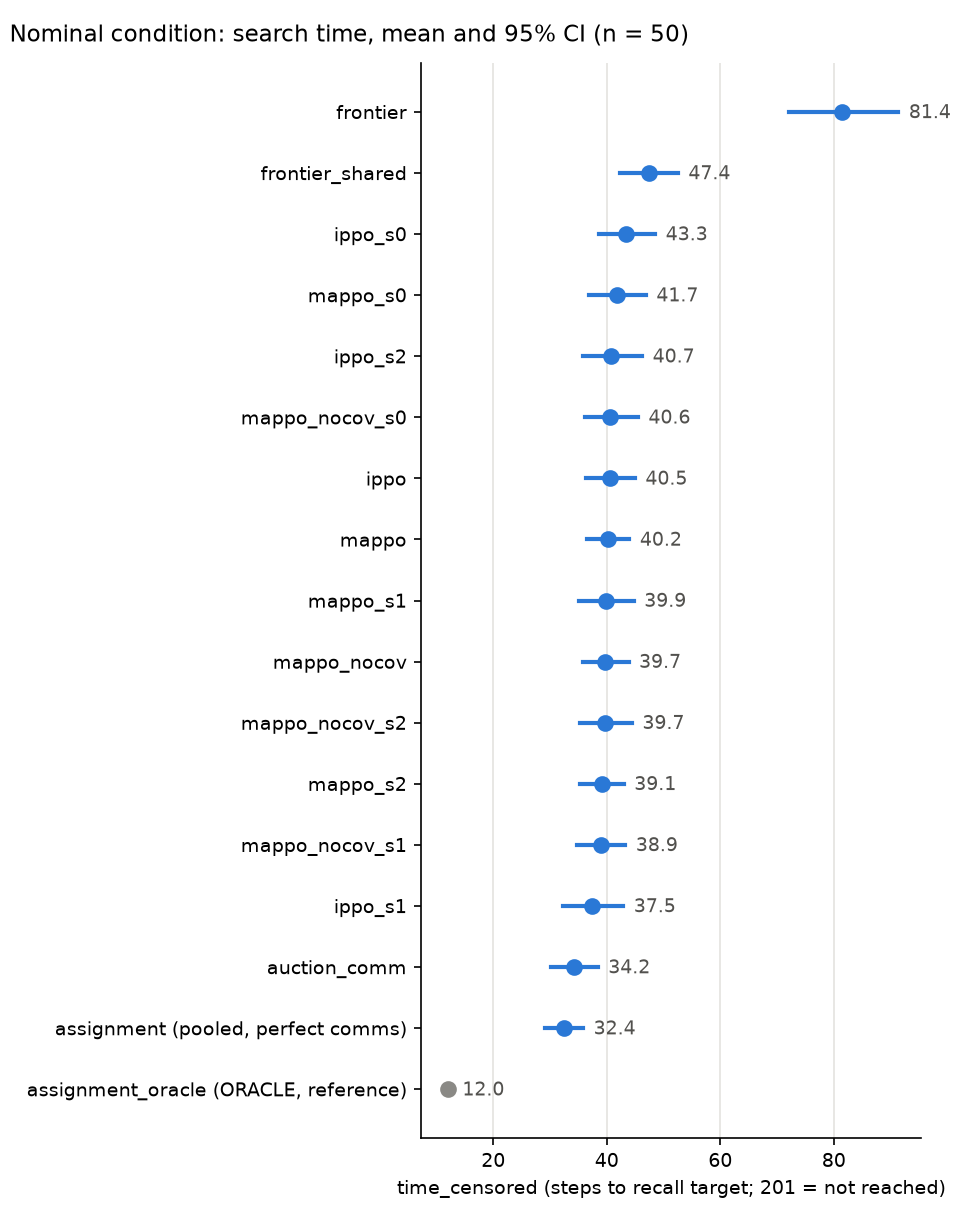 Nominal condition: search time, mean and 95% CI (n = 50)
frontier 81.4
frontier_shared 47.4
ippo_s0 43.3
mappo_s0 41.7
ippo_s2 40.7
mappo_nocov_s0 40.6
ippo 40.5
mappo 40.2
mappo_s1 39.9
mappo_nocov 39.7
mappo_nocov_s2 39.7
mappo_s2 39.1
mappo_nocov_s1 38.9
ippo_s1 37.5
auction_comm 34.2
assignment (pooled, perfect comms) 32.4
assignment_oracle (ORACLE, reference) 12.0
20 40 60 80
time_censored (steps to recall target; 201 = not reached)